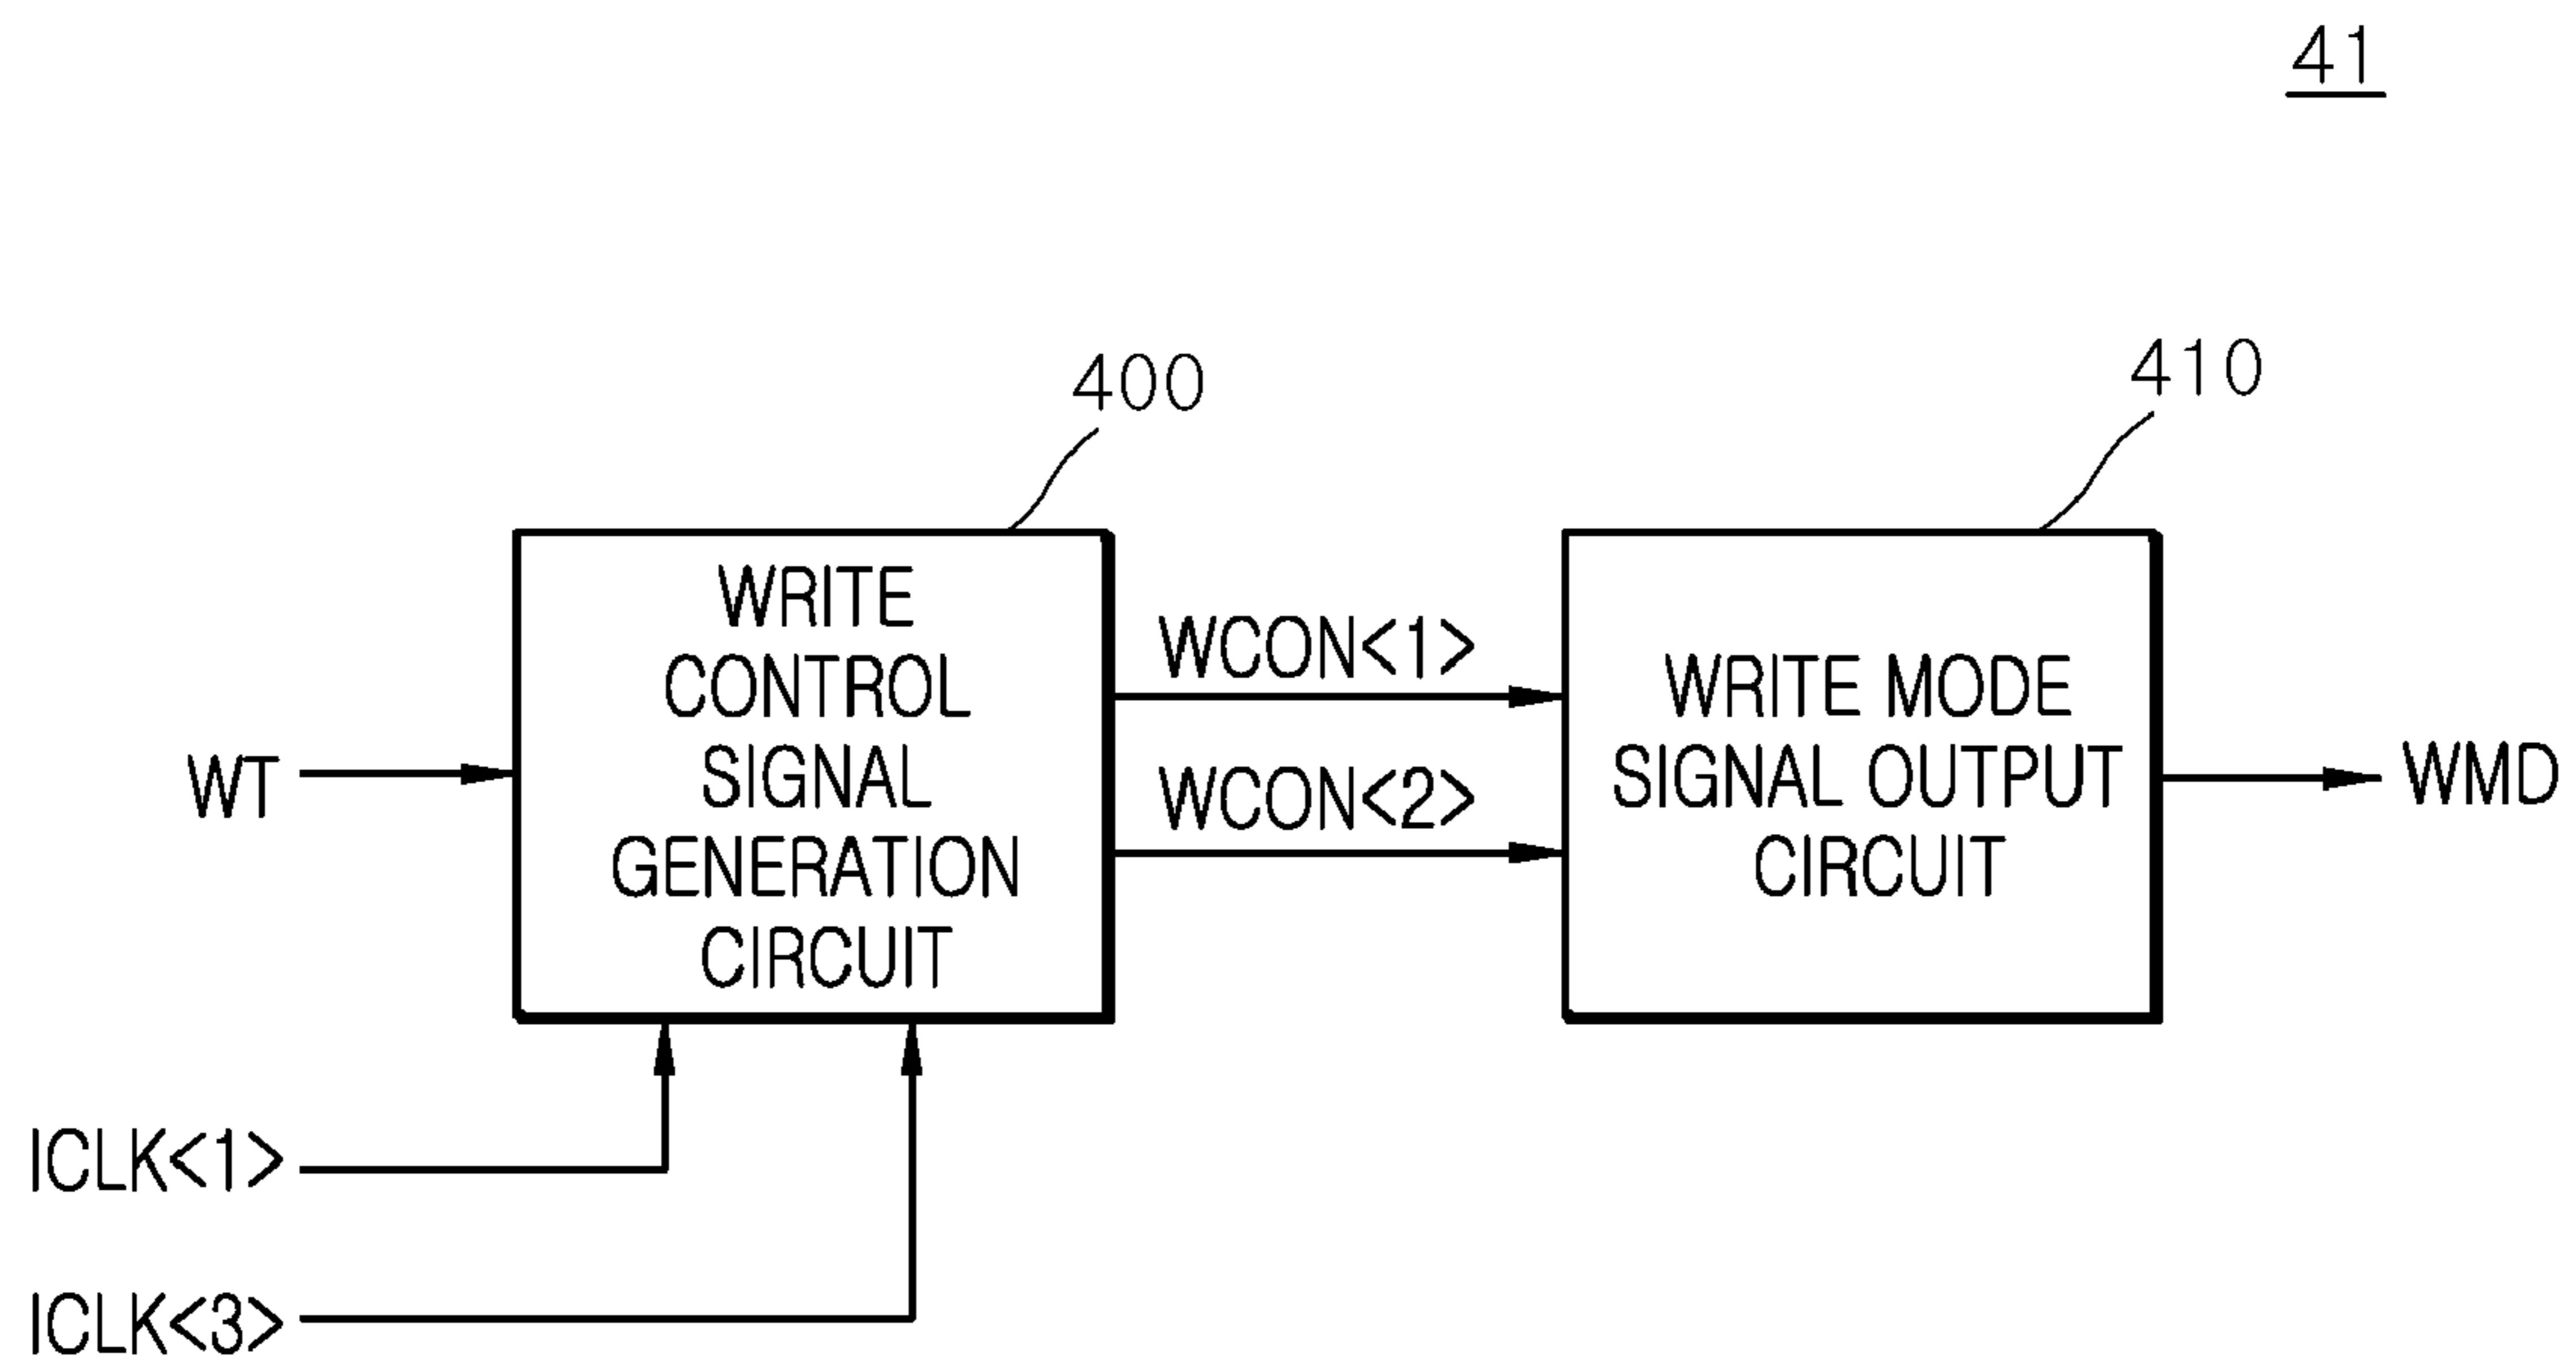 41
400
410
WRITE
CONTROL
SIGNAL
GENERATION
CIRCUIT
WCON<1>
WCON<2>
WRITE MODE
SIGNAL OUTPUT
CIRCUIT
WT
WMD
ICLK<1>
ICLK<3>